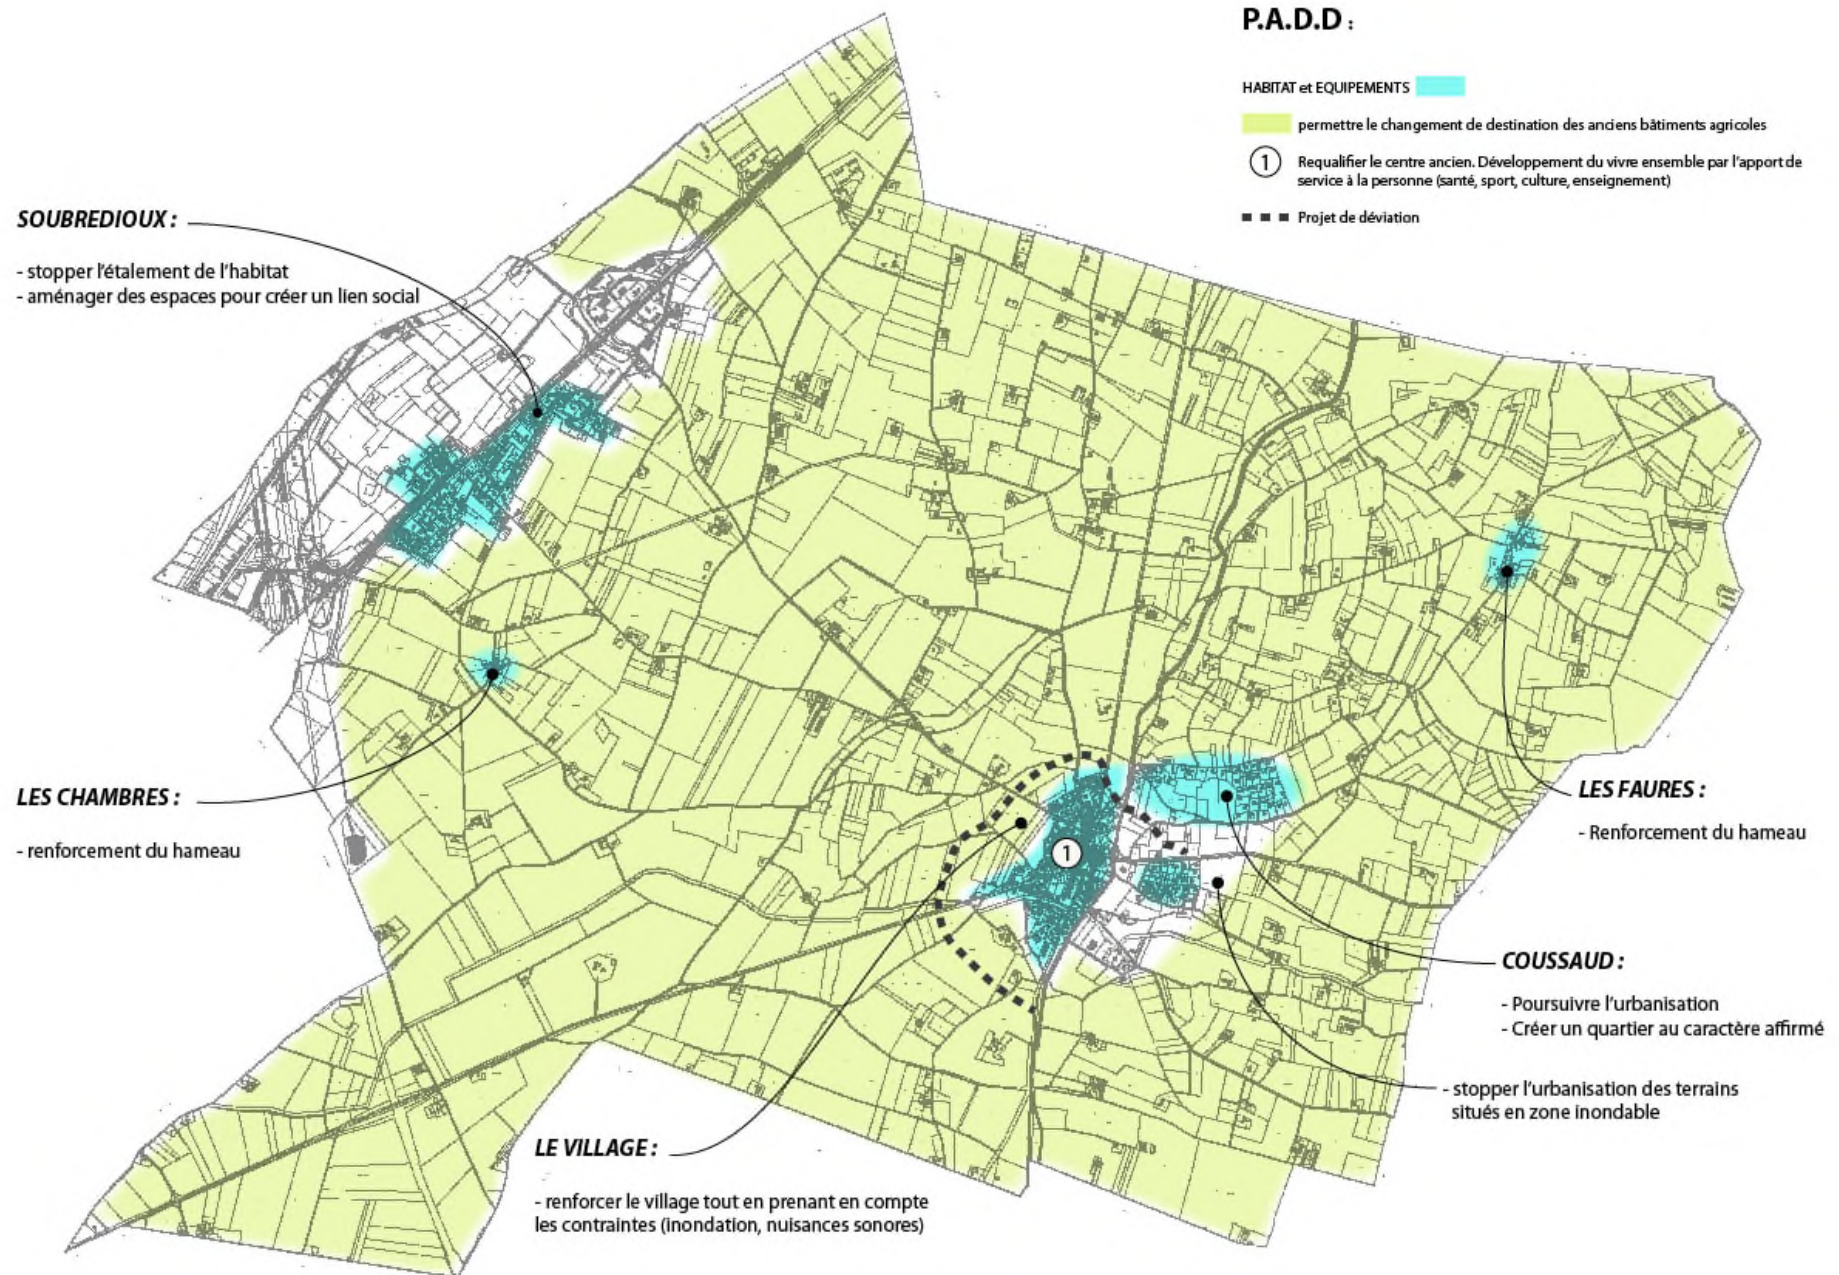 P.A.D.D :
HABITAT et EQUIPEMENTS
permettre le changement de destination des anciens bâtiments agricoles
1
Requalifier le centre ancien. Développement du vivre ensemble par l'apport de
service à la personne (santé, sport, culture, enseignement)
Projet de déviation
SOUBREDIOUX :
- stopper l'étalement de l'habitat
- aménager des espaces pour créer un lien social
LES CHAMBRES :
- renforcement du hameau
1
LES FAURES :
- Renforcement du hameau
COUSSAUD :
- Poursuivre l'urbanisation
- Créer un quartier au caractère affirmé
- stopper l'urbanisation des terrains
situés en zone inondable
LE VILLAGE :
- renforcer le village tout en prenant en compte
les contraintes (inondation, nuisances sonores)